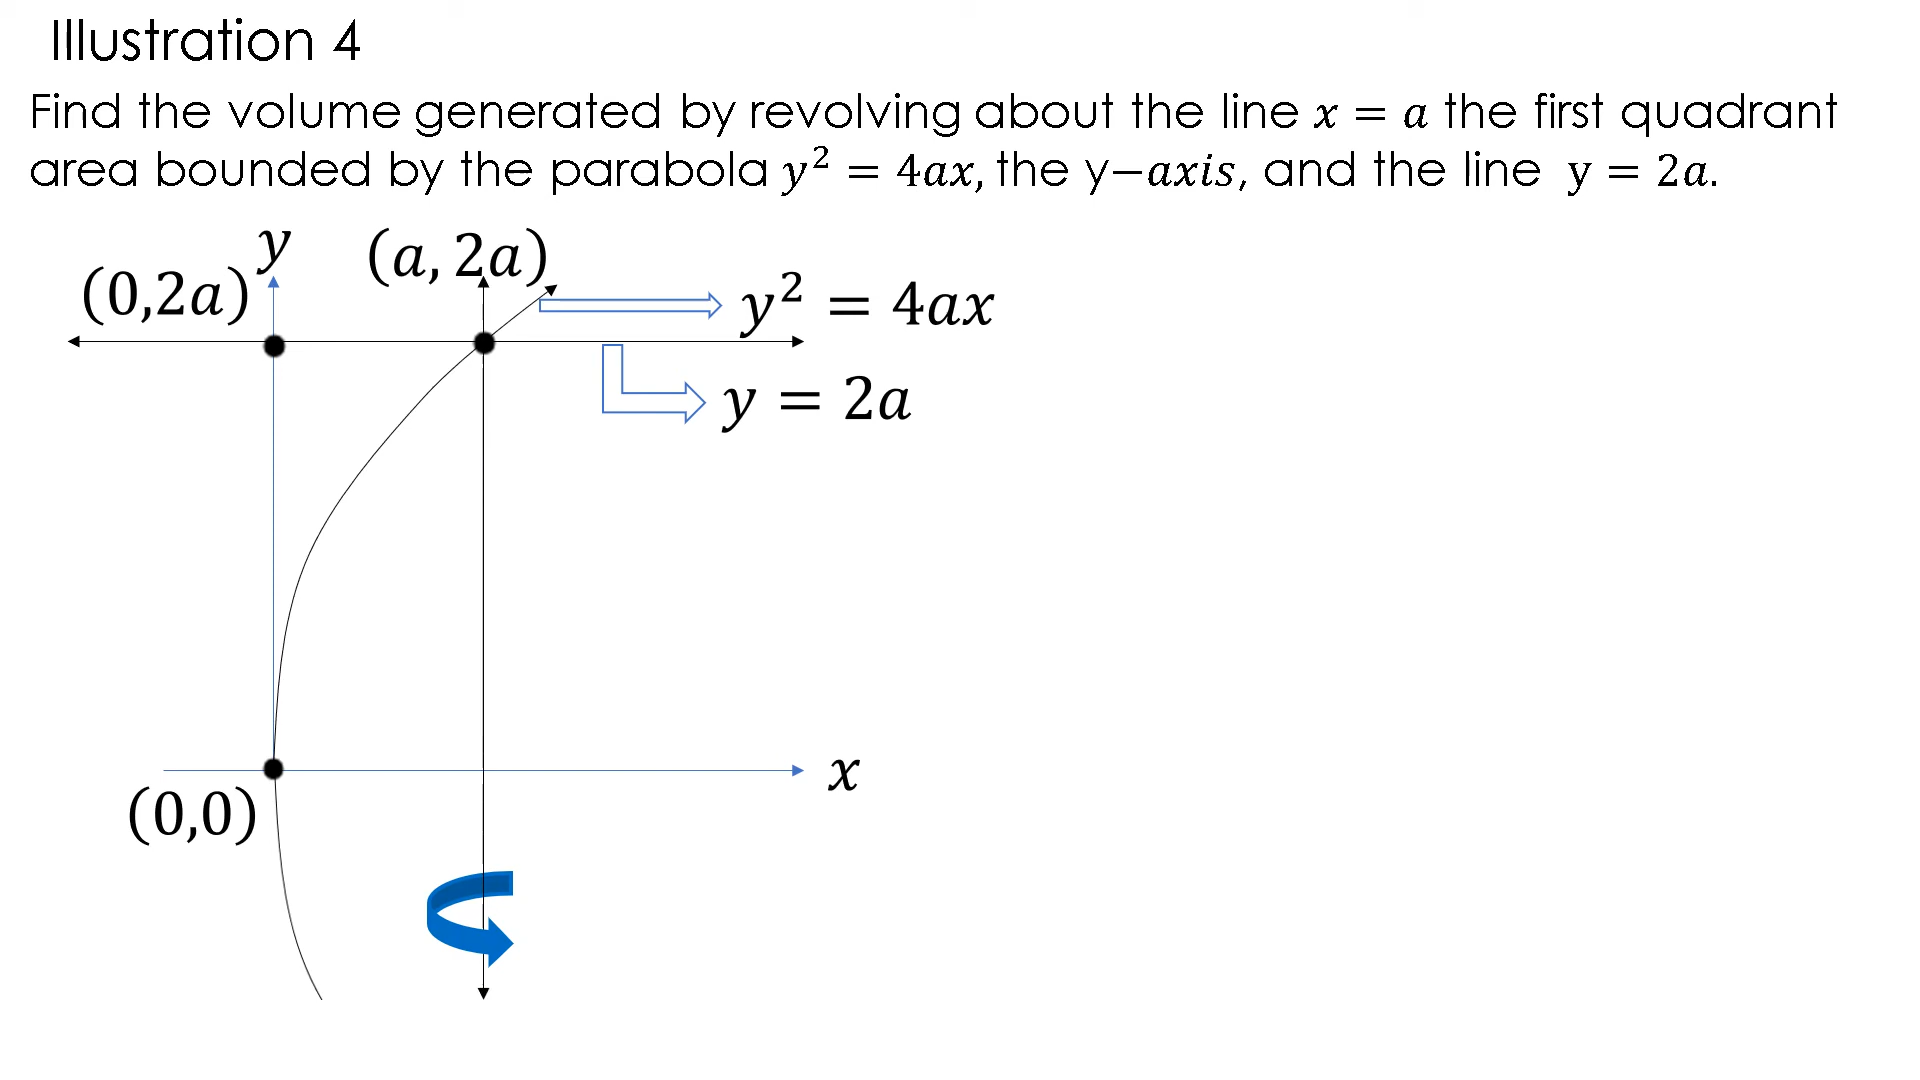 Illustration 4
Find the volume generated by revolving about the line x = a the first quadrant
area bounded by the parabola y² = 4ax, the y−axis, and the line y = 2a.
y
(a, 2a)
(0,2a)
y² = 4ax
y = 2a
x
(0,0)